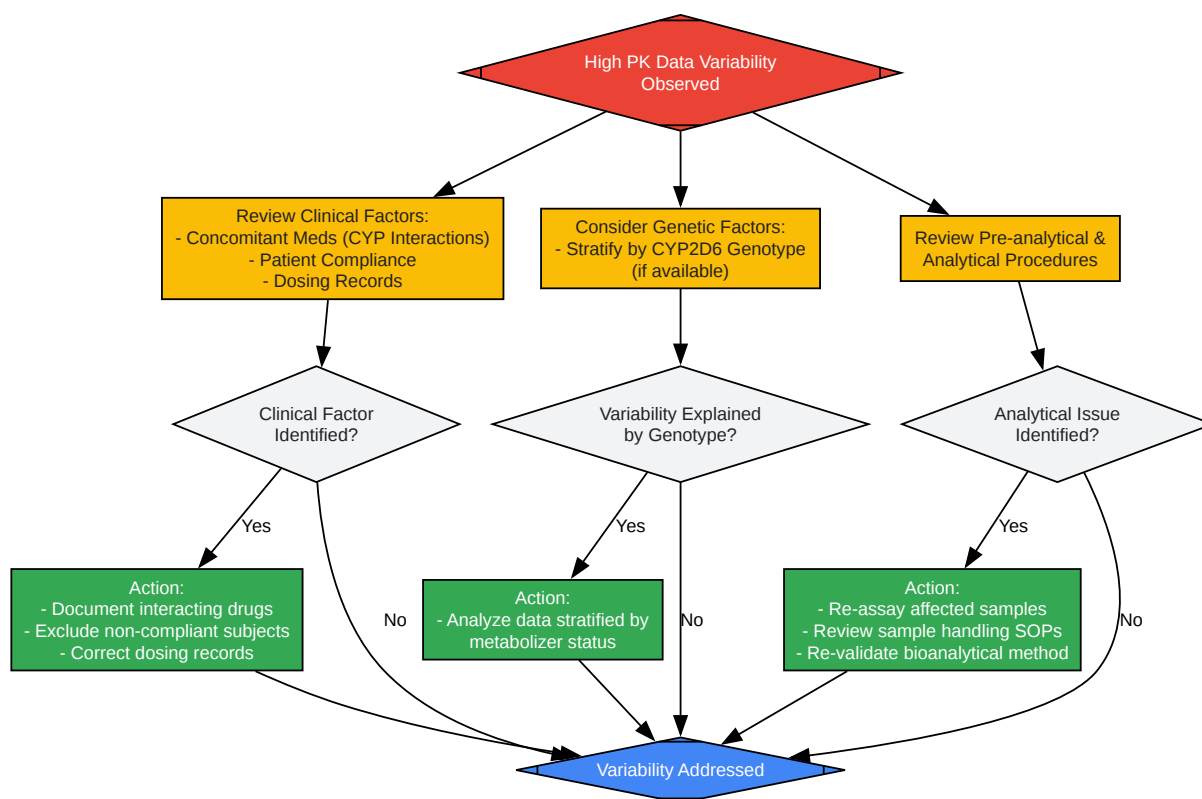 High PK Data Variability
Observed
Review Clinical Factors:
- Concomitant Meds (CYP Interactions)
- Patient Compliance
- Dosing Records
Consider Genetic Factors:
- Stratify by CYP2D6 Genotype
(if available)
Review Pre-analytical &
Analytical Procedures
Clinical Factor
Identified?
Variability Explained
by Genotype?
Analytical Issue
Identified?
Yes
Yes
Yes
Action:
- Document interacting drugs
- Exclude non-compliant subjects
- Correct dosing records
No
Action:
- Analyze data stratified by
metabolizer status
No
Action:
- Re-assay affected samples
- Review sample handling SOPs
- Re-validate bioanalytical method
No
Variability Addressed